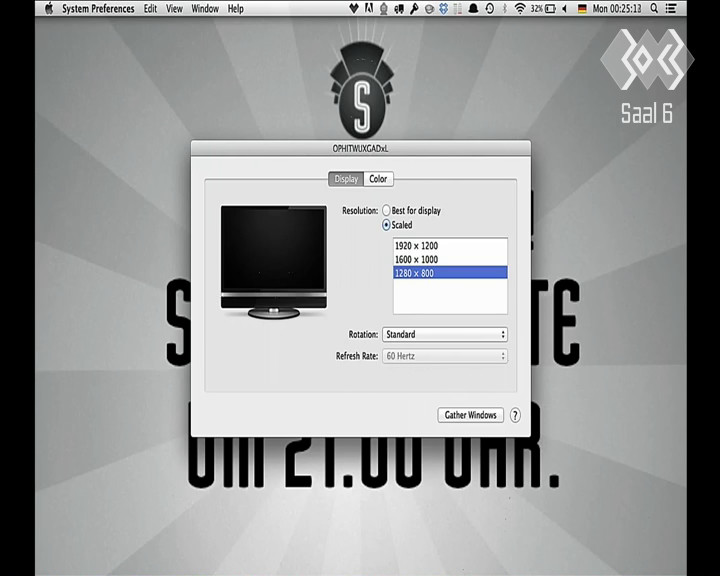 System Preferences Edit View Window Help 32% Mon 00:25:13
S
Saal 6
OPHITWUXGADxL
Display Color
Resolution: Best for display
Scaled
1920 × 1200
1600 × 1000
1280 × 800
Rotation: Standard
Refresh Rate: 60 Hertz
Gather Windows ?
S TE
UM 21.00 UHR.